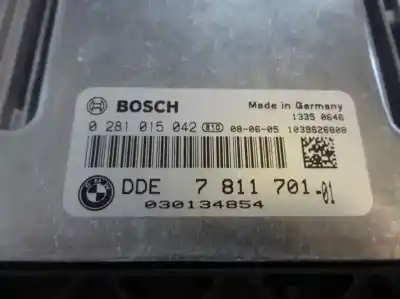 BOSCH
Made in Germany
1335 0646
0 281 015 042 810 08-06-05 1039S26808
DDE 7 811 701-01
030134854